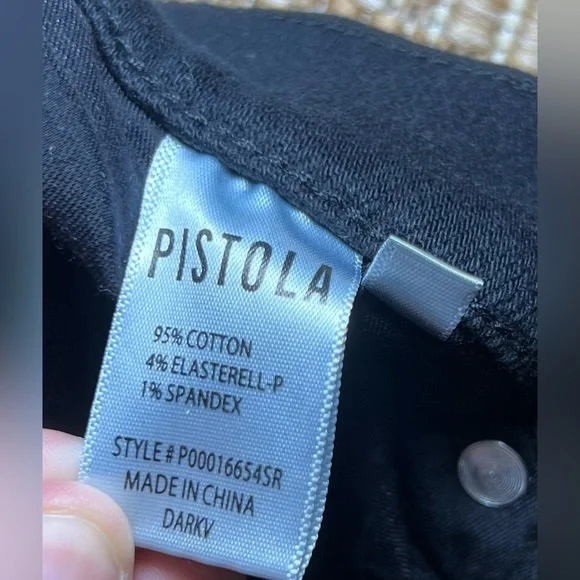 PISTOLA
95% COTTON
4% ELASTERELL-P
1% SPANDEX
STYLE# P00016654SR
MADE IN CHINA
DARKV